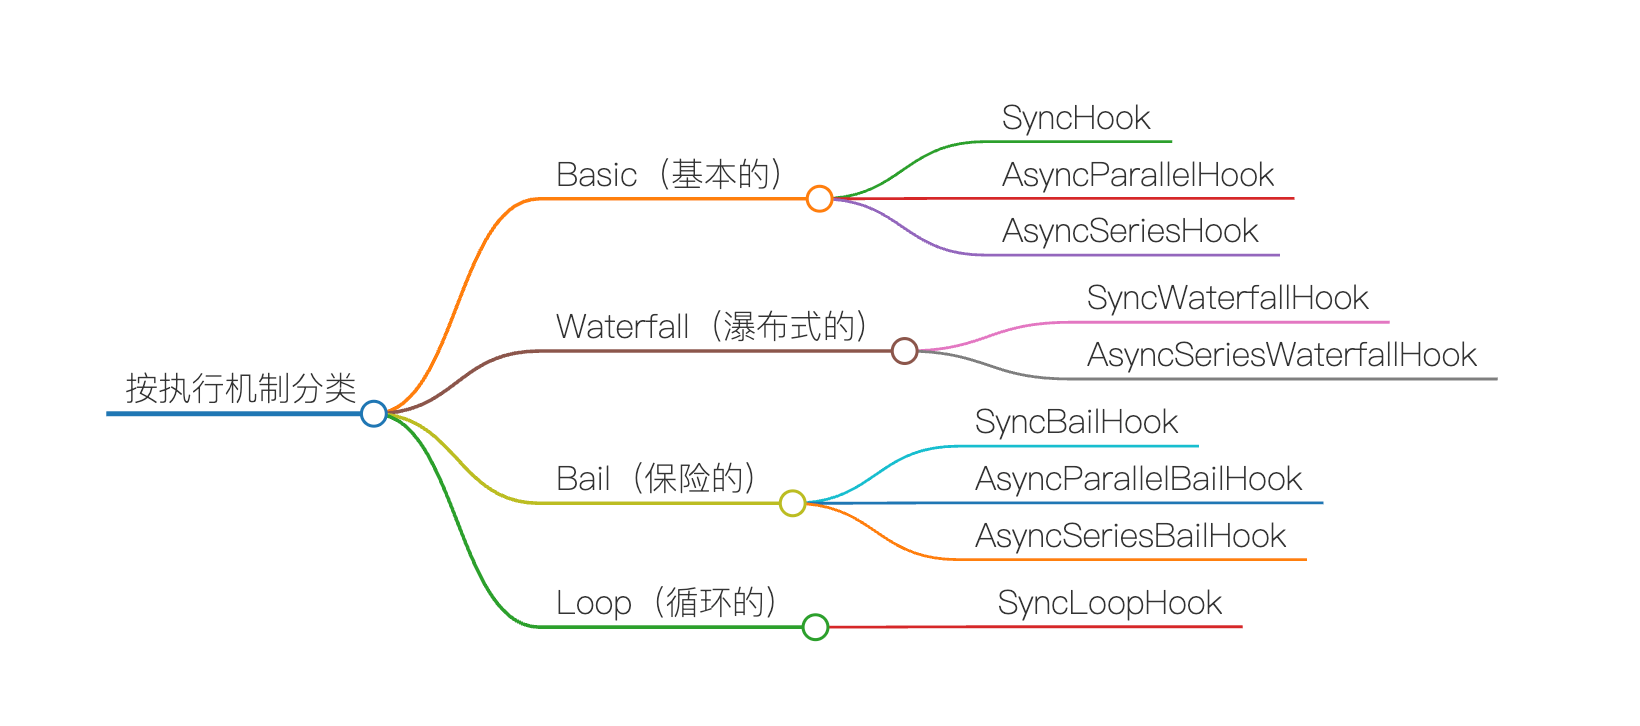 按执行机制分类
Basic（基本的）
SyncHook
AsyncParallelHook
AsyncSeriesHook
Waterfall（瀑布式的）
SyncWaterfallHook
AsyncSeriesWaterfallHook
Bail（保险的）
SyncBailHook
AsyncParallelBailHook
AsyncSeriesBailHook
Loop（循环的）
SyncLoopHook